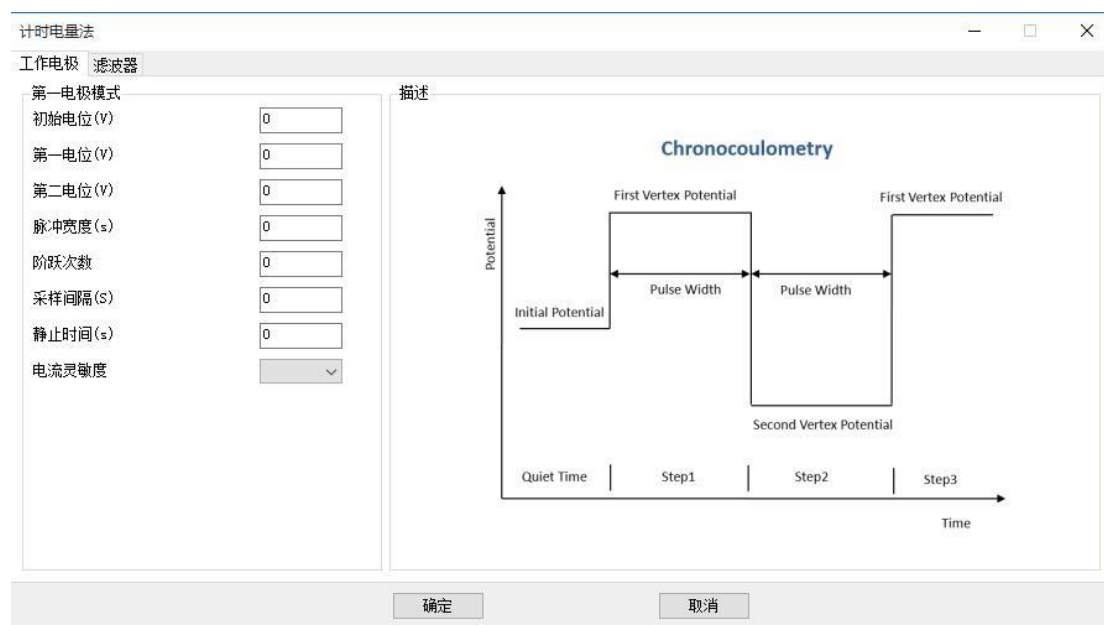 计时电量法
工作电极 滤波器
第一电极模式
初始电位(V) 0
第一电位(V) 0
第二电位(V) 0
脉冲宽度(s) 0
阶跃次数 0
采样间隔(S) 0
静止时间(s) 0
电流灵敏度
描述
Chronocoulometry
Potential
First Vertex Potential
First Vertex Potential
Pulse Width
Pulse Width
Initial Potential
Second Vertex Potential
Quiet Time
Step1
Step2
Step3
Time
确定
取消